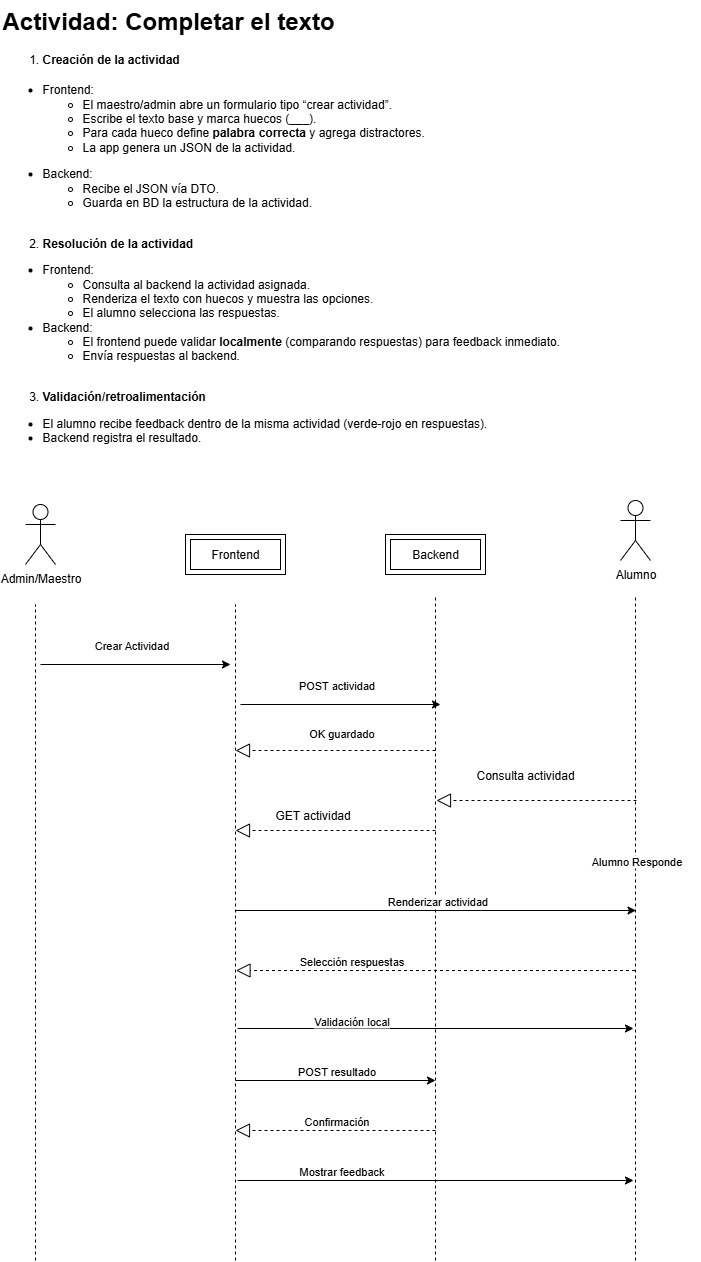 Actividad: Completar el texto
1. Creación de la actividad
• Frontend:
o El maestro/admin abre un formulario tipo “crear actividad”.
o Escribe el texto base y marca huecos (___).
o Para cada hueco define palabra correcta y agrega distractores.
o La app genera un JSON de la actividad.
• Backend:
o Recibe el JSON vía DTO.
o Guarda en BD la estructura de la actividad.
2. Resolución de la actividad
• Frontend:
o Consulta al backend la actividad asignada.
o Renderiza el texto con huecos y muestra las opciones.
o El alumno selecciona las respuestas.
• Backend:
o El frontend puede validar localmente (comparando respuestas) para feedback inmediato.
o Envía respuestas al backend.
3. Validación/retroalimentación
• El alumno recibe feedback dentro de la misma actividad (verde-rojo en respuestas).
• Backend registra el resultado.
Admin/Maestro
Frontend
Backend
Alumno
Crear Actividad
POST actividad
OK guardado
Consulta actividad
GET actividad
Alumno Responde
Renderizar actividad
Selección respuestas
Validación local
POST resultado
Confirmación
Mostrar feedback